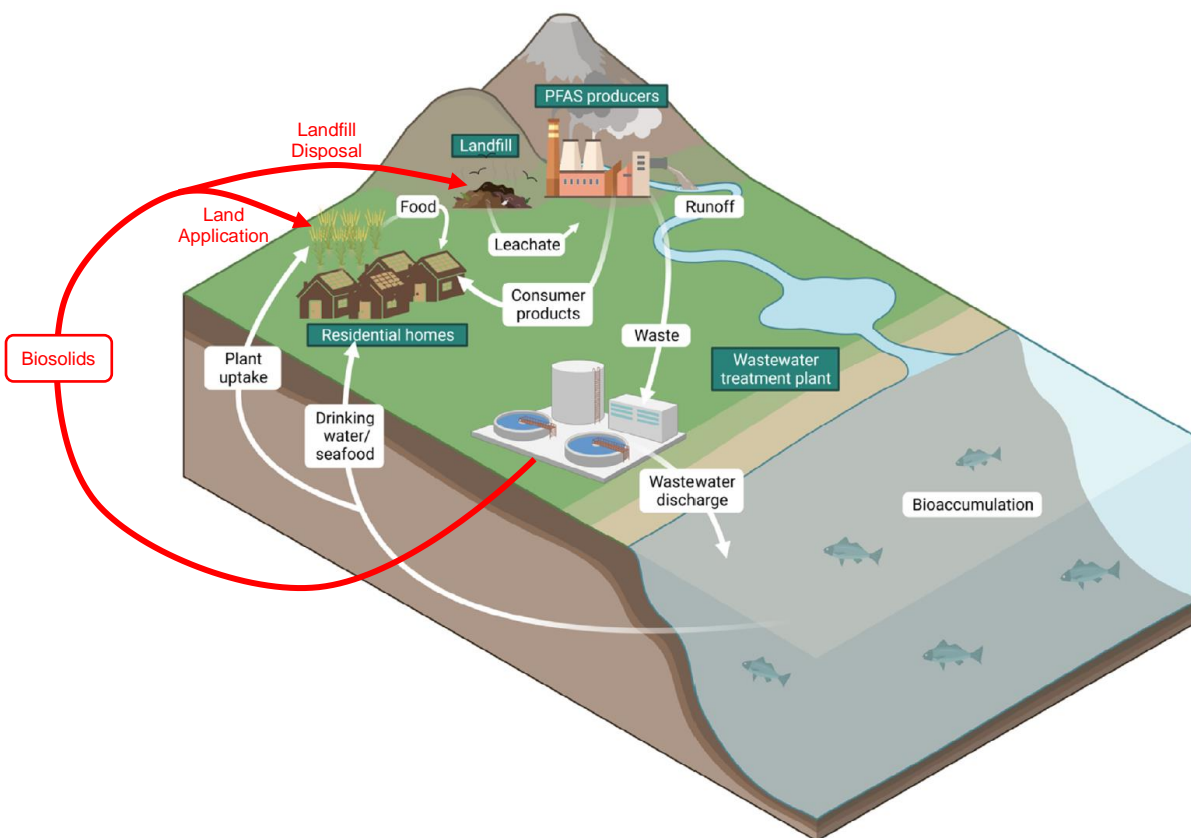 PFAS producers
Landfill
Disposal
Landfill
Food
Runoff
Land
Application
Leachate
Consumer
products
Residential homes
Waste
Biosolids
Plant
uptake
Wastewater
treatment plant
Drinking
water/
seafood
Wastewater
discharge
Bioaccumulation